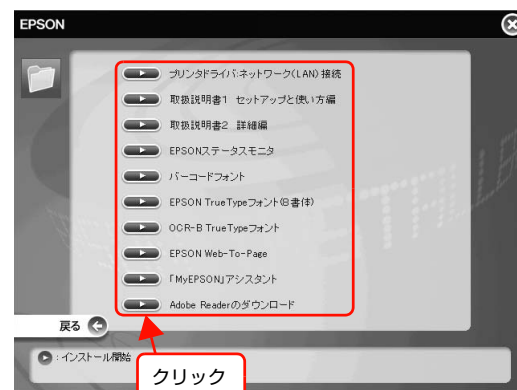 EPSON
プリンタドライバ:ネットワーク(LAN)接続
取扱説明書1 セットアップと使い方編
取扱説明書2 詳細編
EPSONステータスモニタ
バーコードフォント
EPSON TrueTypeフォント(8書体)
OCR-B TrueTypeフォント
EPSON Web-To-Page
「MyEPSON」アシスタント
Adobe Readerのダウンロード
戻る
:インストール開始
クリック